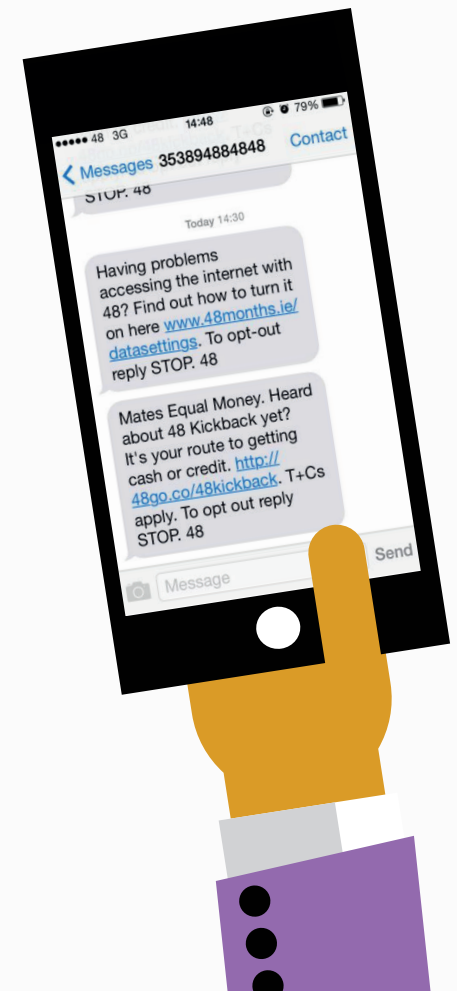 48 3G 14:48 79%
Messages 353894884848 Contact
STOP. 48
Today 14:30
Having problems
accessing the internet with
48? Find out how to turn it
on here www.48months.ie/
datasettings. To opt-out
reply STOP. 48
Mates Equal Money. Heard
about 48 Kickback yet?
It's your route to getting
cash or credit. http://
48go.co/48kickback. T+Cs
apply. To opt out reply
STOP. 48
Message Send